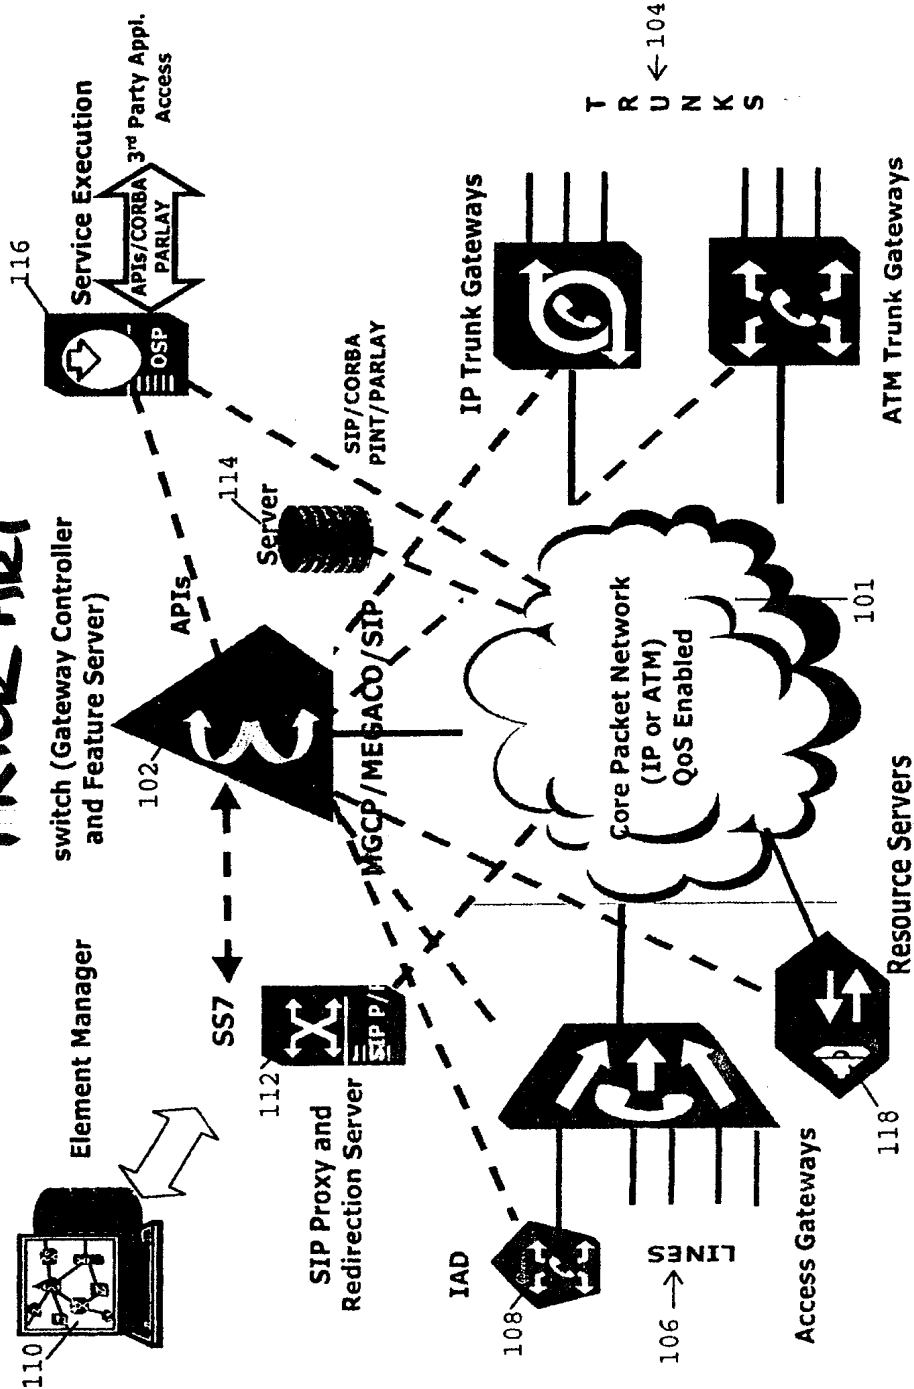 110
Element Manager
switch (Gateway Controller
and Feature Server)
102
SS7
APIs
116
Service Execution
APIs/CORBA
PARLAY
3rd Party Appl.
Access
OSP
112
SIP Proxy and
Redirection Server
114
Server
SIP/CORBA
PINT/PARLAY
MGCP/MEGACO/SIP
IAD
108
106
LINES
Access Gateways
Core Packet Network
(IP or ATM)
QoS Enabled
101
IP Trunk Gateways
ATM Trunk Gateways
TRUNKS
104
118
Resource Servers